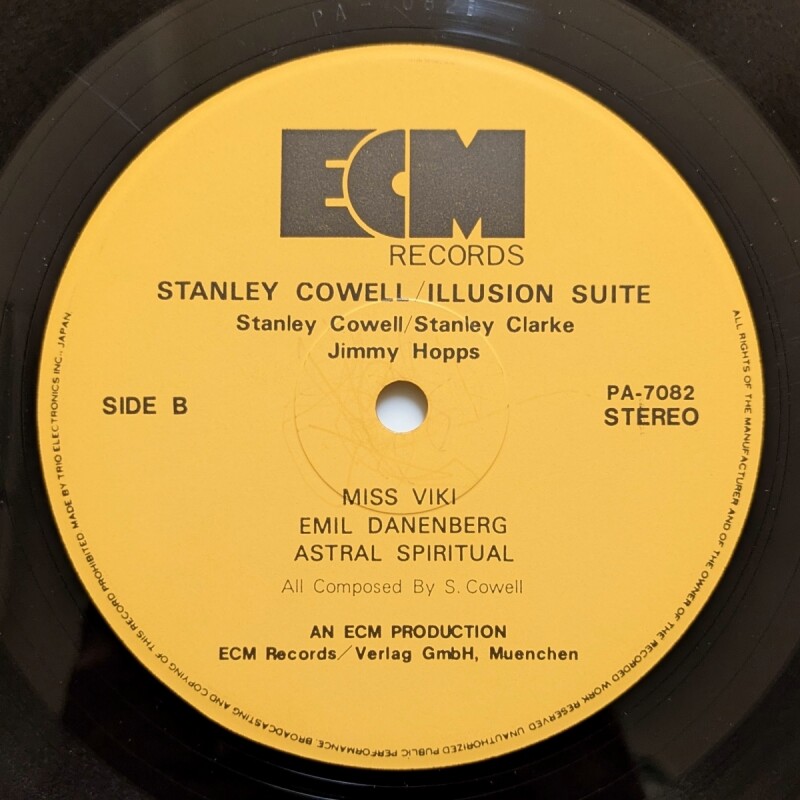 PA-7082
ECM
RECORDS
STANLEY COWELL/ILLUSION SUITE
Stanley Cowell/Stanley Clarke
Jimmy Hopps
SIDE B
PA-7082
STEREO
MISS VIKI
EMIL DANENBERG
ASTRAL SPIRITUAL
All Composed By S. Cowell
AN ECM PRODUCTION
ECM Records/Verlag GmbH, Muenchen
ALL RIGHTS OF THE MANUFACTURER AND OF THE OWNER OF THE RECORDED WORK RESERVED UNAUTHORIZED PUBLIC PERFORMANCE BROADCASTING AND COPYING OF THIS RECORD PROHIBITED MADE BY TRIO ELECTRONICS INC., JAPAN.